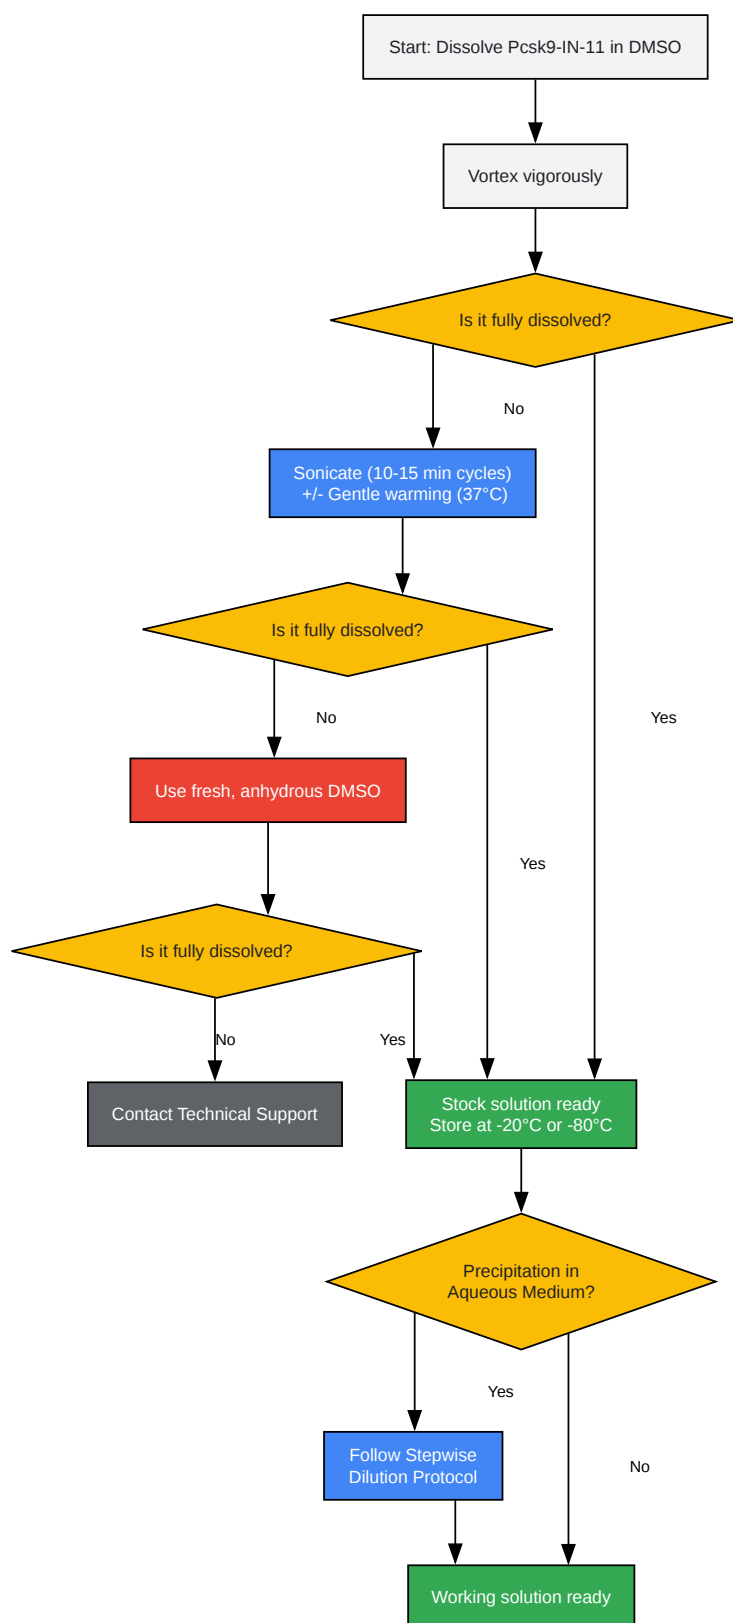 Start: Dissolve Pcsk9-IN-11 in DMSO
Vortex vigorously
Is it fully dissolved?
No
Sonicate (10-15 min cycles)
+/- Gentle warming (37°C)
Is it fully dissolved?
No
Yes
Use fresh, anhydrous DMSO
Yes
Is it fully dissolved?
No
Yes
Contact Technical Support
Stock solution ready
Store at -20°C or -80°C
Precipitation in
Aqueous Medium?
Yes
Follow Stepwise
Dilution Protocol
No
Working solution ready